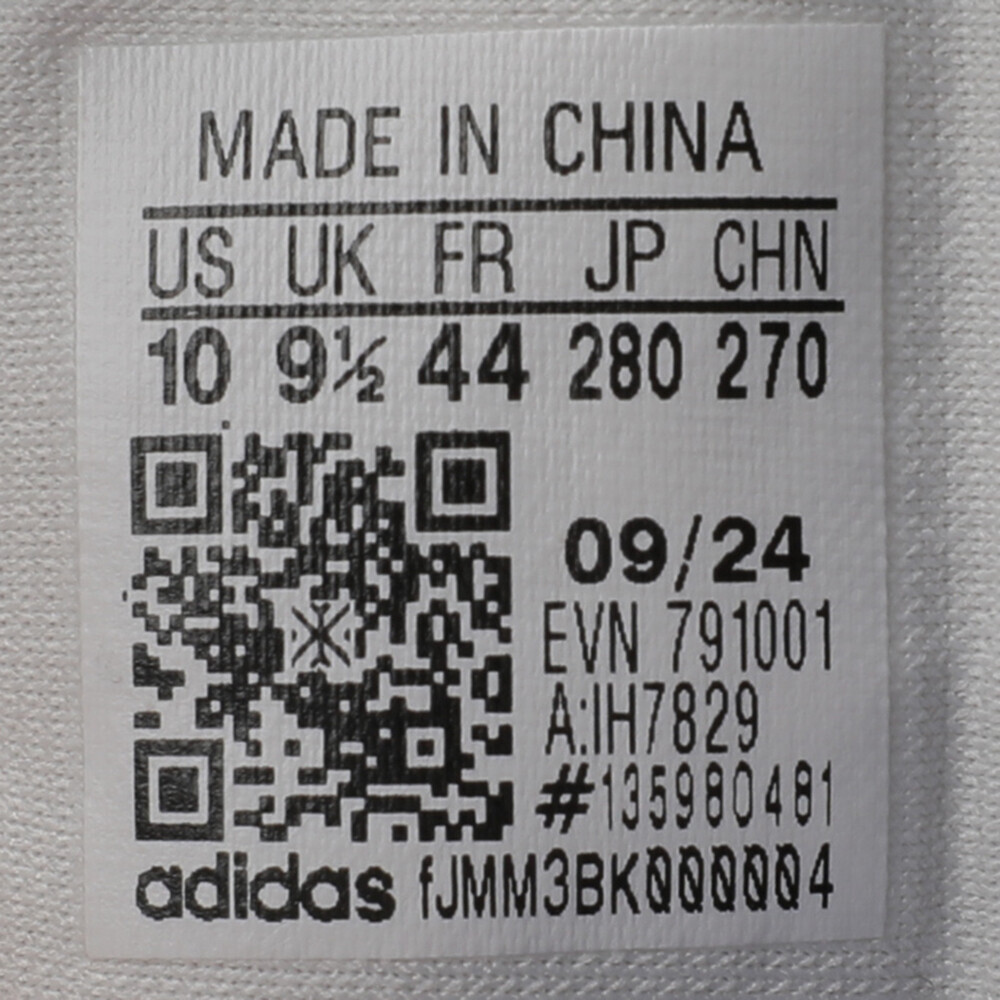 MADE IN CHINA
US UK FR JP CHN
10 9½ 44 280 270
09/24
EVN 791001
A:IH7829
#135980481
adidas fJMM3BK000004